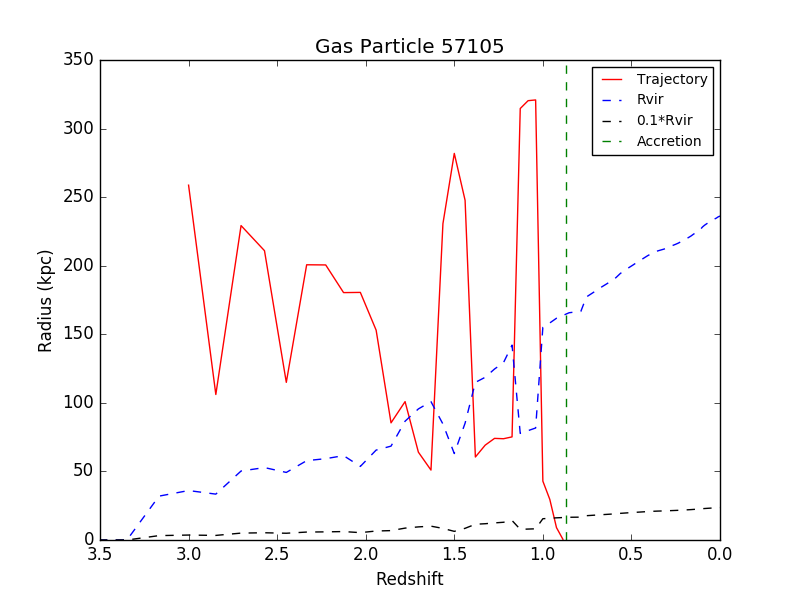 Gas Particle 57105
350
300
250
200
150
100
50
0
Radius (kpc)
Trajectory
Rvir
0.1*Rvir
Accretion
3.5 3.0 2.5 2.0 1.5 1.0 0.5 0.0
Redshift